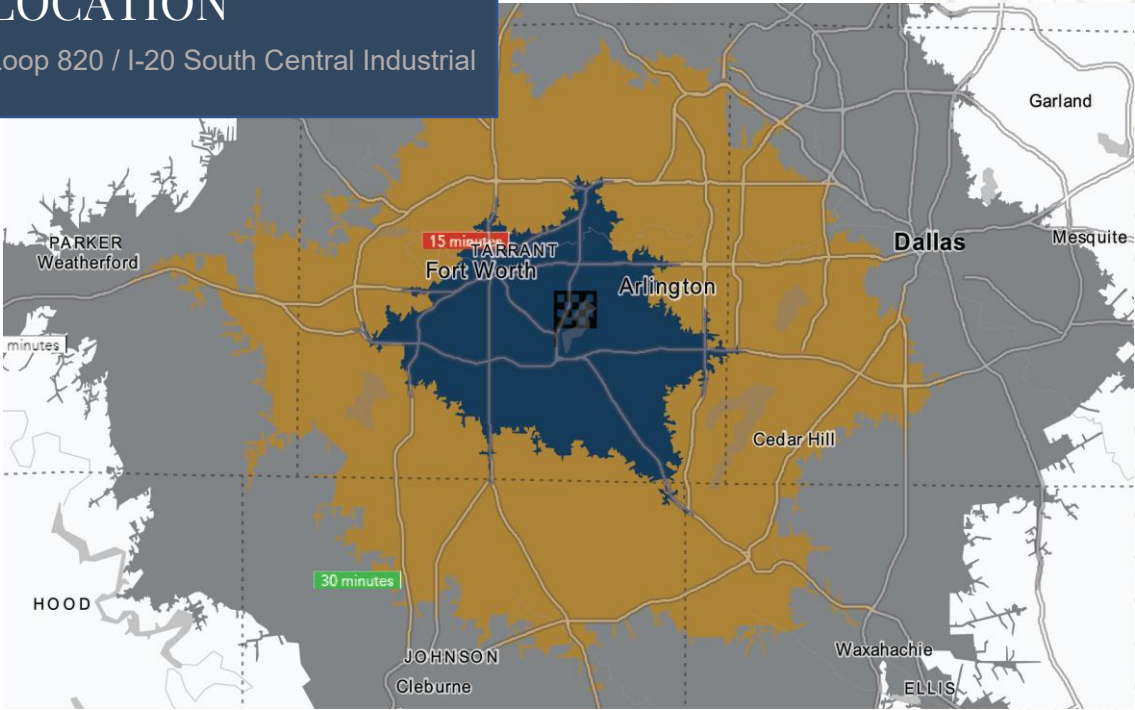 LOCATION
Loop 820 / I-20 South Central Industrial
Garland
PARKER
Weatherford
15 minutes
TARRANT
Fort Worth
Arlington
Dallas
Mesquite
minutes
Cedar Hill
30 minutes
HOOD
JOHNSON
Cleburne
Waxahachie
ELLIS